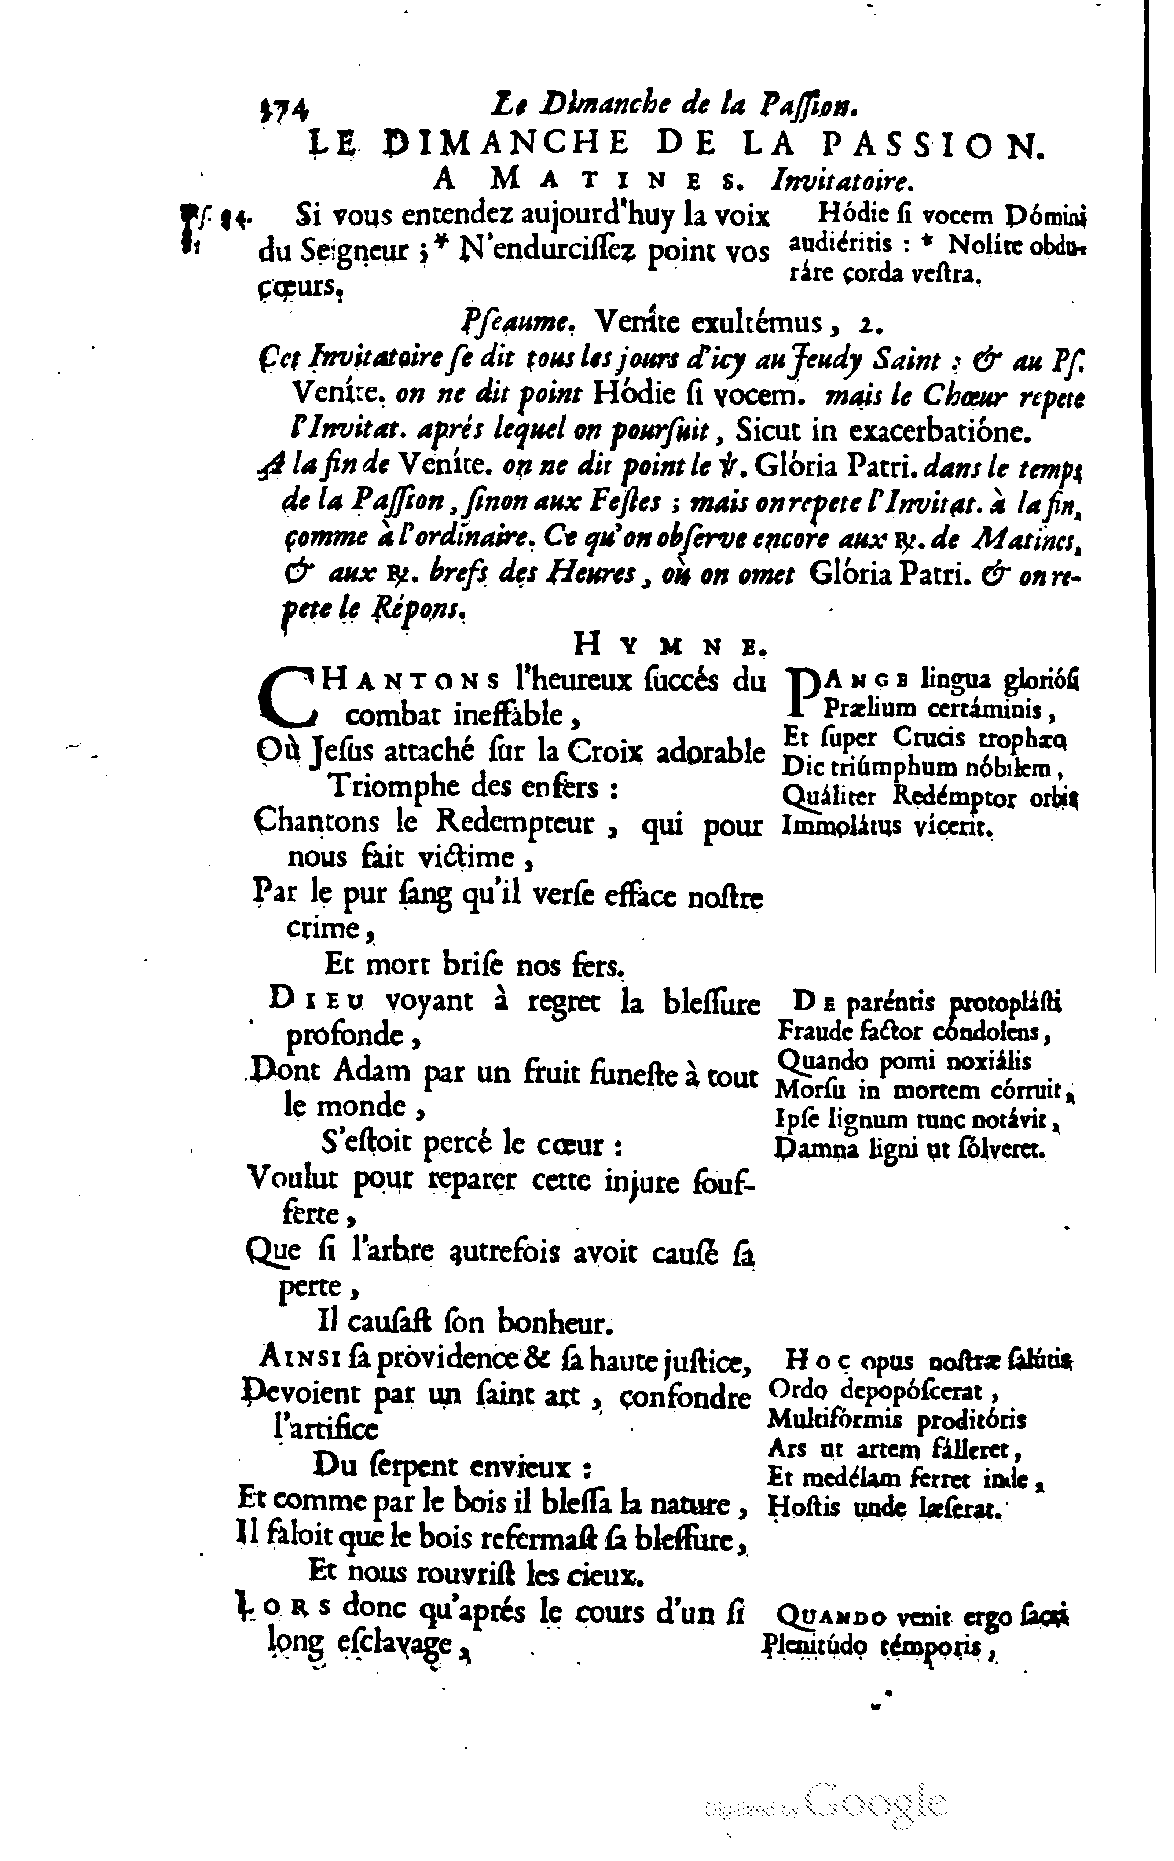 174 Le Dimanche de la Paſſion.
LE DIMANCHE DE LA PASSION.
A MATINES. Invitatoire.
Pſ. 94.
Si vous entendez aujourd'huy la voix
du Seigneur ; * N'endurciſſez point vos
cœurs.
Hódie ſi vocem Dómini
audiéritis : * Nolíte obdu-
ráre corda veſtra.
Pſeaume. Veníte exultémus, 2.
Cet Invitatoire ſe dit tous les jours d'icy au Jeudy Saint : & au Pſ.
Veníte. on ne dit point Hódie ſi vocem. mais le Chœur repete
l'Invitat. aprés lequel on pourſuit, Sicut in exacerbatióne.
A la fin de Veníte. on ne dit point le ℣. Glória Patri. dans le temps
de la Paſſion, ſinon aux Feſtes ; mais on repete l'Invitat. à la fin,
comme à l'ordinaire. Ce qu'on obſerve encore aux ℟. de Matines,
& aux ℟. brefs des Heures, où on omet Glória Patri. & on re-
pete le Répons.
HYMNE.
CHANTONS l'heureux ſuccés du
combat ineffable,
Où Jeſus attaché ſur la Croix adorable
Triomphe des enfers :
Chantons le Redempteur, qui pour
nous fait victime,
Par le pur ſang qu'il verſe efface noſtre
crime,
Et mort briſe nos fers.
PANGE lingua glorióſi
Prælium certáminis,
Et ſuper Crucis trophæo
Dic triúmphum nóbilem,
Quáliter Redémptor orbis
Immolátus vícerit.
DIEU voyant à regret la bleſſure
profonde,
Dont Adam par un fruit funeſte à tout
le monde,
S'eſtoit percé le cœur :
Voulut pour reparer cette injure ſouf-
ferte,
Que ſi l'arbre autrefois avoit cauſé ſa
perte,
Il cauſaſt ſon bonheur.
DE paréntis protopláſti
Fraude factor cóndolens,
Quando pomi noxiális
Morſu in mortem córruit,
Ipſe lignum tunc notávit,
Damna ligni ut ſólveret.
AINSI ſa providence & ſa haute juſtice,
Devoient par un ſaint art, confondre
l'artifice
Du ſerpent envieux :
Et comme par le bois il bleſſa la nature,
Il faloit que le bois refermaſt ſa bleſſure,
Et nous rouvriſt les cieux.
HOC opus noſtræ ſalútis
Ordo depopóſcerat,
Multifórmis proditóris
Ars ut artem fálleret,
Et medélam ferret inde,
Hoſtis unde læſerat.
LORS donc qu'aprés le cours d'un ſi
long eſclavage,
QUANDO venit ergo ſacri
Plenitúdo témporis,
Digitized by Google